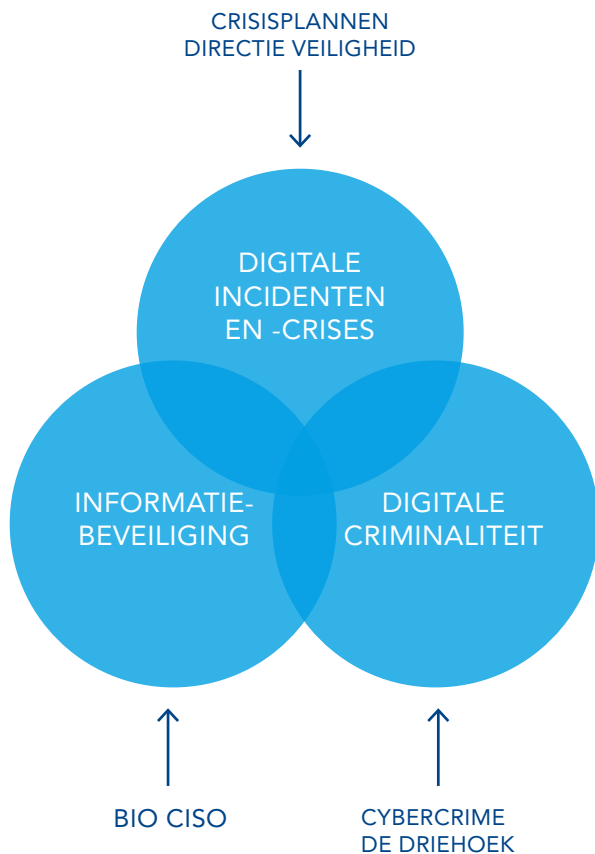 CRISISPLANNEN
DIRECTIE VEILIGHEID
DIGITALE
INCIDENTEN
EN -CRISES
INFORMATIE-
BEVEILIGING
DIGITALE
CRIMINALITEIT
BIO CISO
CYBERCRIME
DE DRIEHOEK